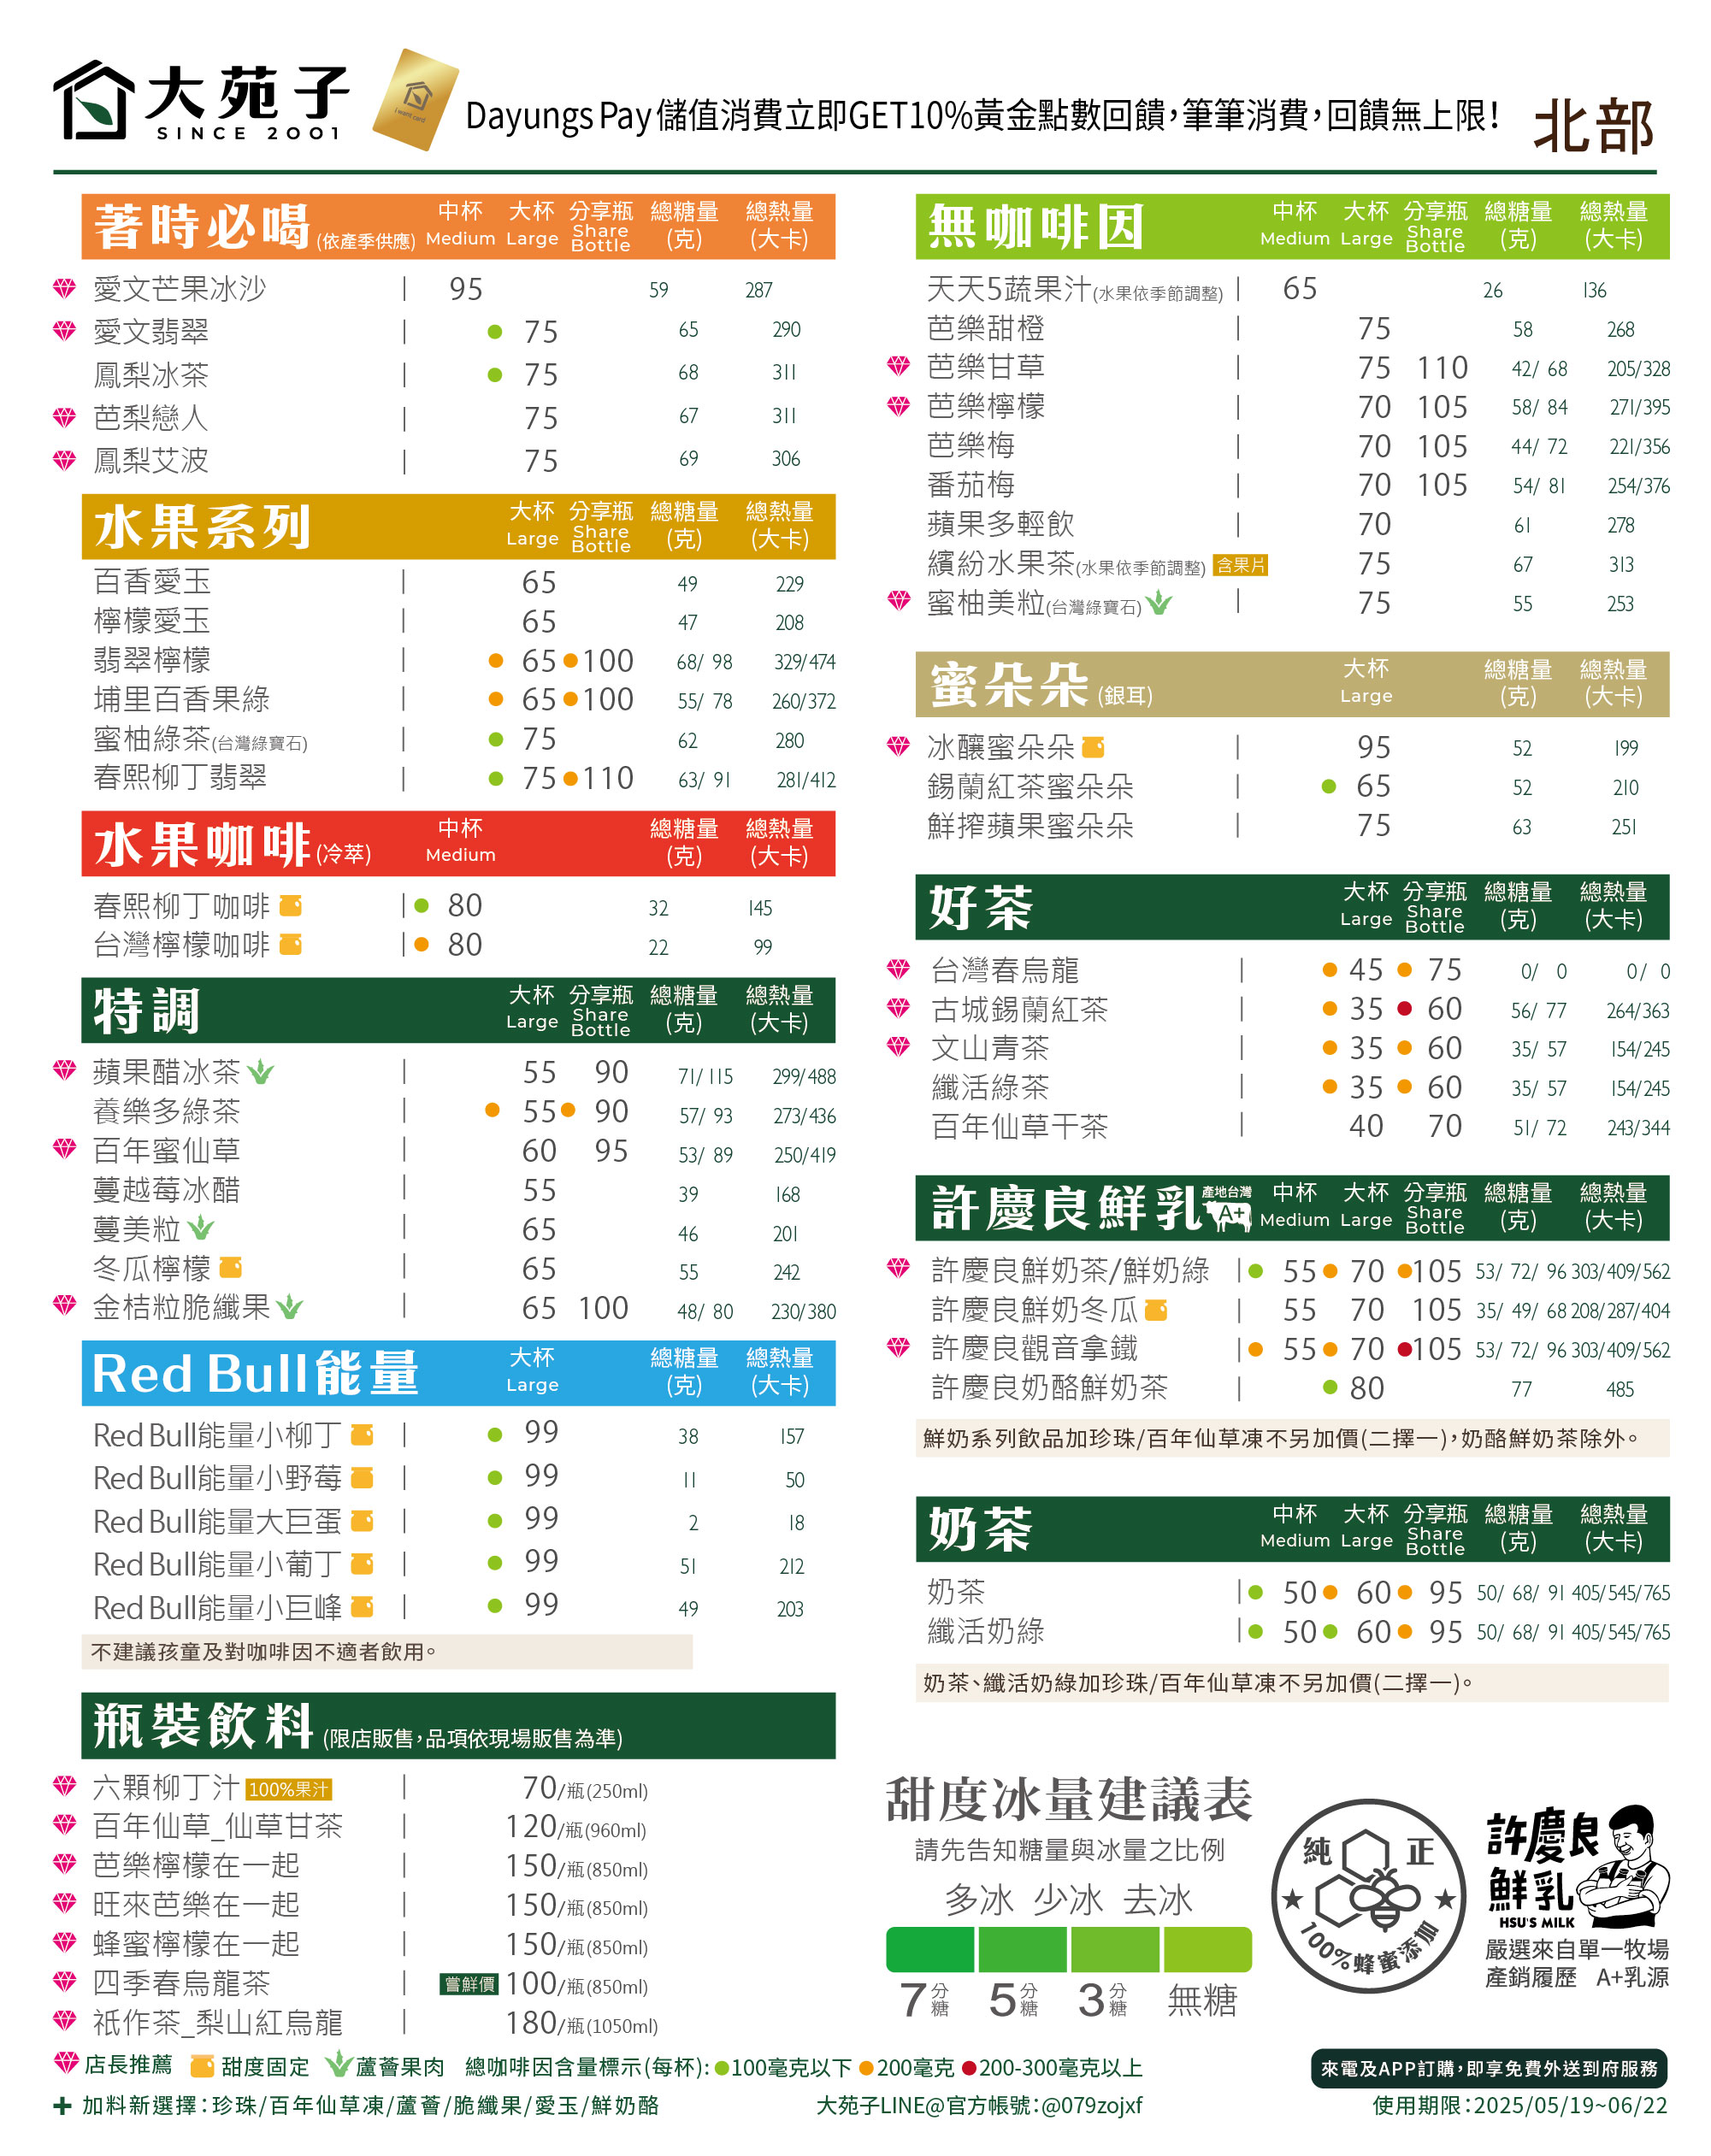 大苑子
SINCE 2001
i want card
Dayungs Pay儲值消費立即GET10%黃金點數回饋，筆筆消費，回饋無上限！
北部
著時必喝(依產季供應) 中杯 Medium 大杯 Large 分享瓶 Share Bottle 總糖量(克) 總熱量(大卡)
愛文芒果冰沙 | 95 59 287
愛文翡翠 | 75 65 290
鳳梨冰茶 | 75 68 311
芭梨戀人 | 75 67 311
鳳梨艾波 | 75 69 306
水果系列 大杯 Large 分享瓶 Share Bottle 總糖量(克) 總熱量(大卡)
百香愛玉 | 65 49 229
檸檬愛玉 | 65 47 208
翡翠檸檬 | 65 100 68/ 98 329/474
埔里百香果綠 | 65 100 55/ 78 260/372
蜜柚綠茶(台灣綠寶石) | 75 62 280
春熙柳丁翡翠 | 75 110 63/ 91 281/412
水果咖啡(冷萃) 中杯 Medium 總糖量(克) 總熱量(大卡)
春熙柳丁咖啡 | 80 32 145
台灣檸檬咖啡 | 80 22 99
特調 大杯 Large 分享瓶 Share Bottle 總糖量(克) 總熱量(大卡)
蘋果醋冰茶 | 55 90 71/115 299/488
養樂多綠茶 | 55 90 57/ 93 273/436
百年蜜仙草 | 60 95 53/ 89 250/419
蔓越莓冰醋 | 55 39 168
蔓美粒 | 65 46 201
冬瓜檸檬 | 65 55 242
金桔粒脆纖果 | 65 100 48/ 80 230/380
Red Bull能量 大杯 Large 總糖量(克) 總熱量(大卡)
Red Bull能量小柳丁 | 99 38 157
Red Bull能量小野莓 | 99 11 50
Red Bull能量大巨蛋 | 99 2 18
Red Bull能量小葡丁 | 99 51 212
Red Bull能量小巨峰 | 99 49 203
不建議孩童及對咖啡因不適者飲用。
瓶裝飲料(限店販售，品項依現場販售為準)
六顆柳丁汁 100%果汁 | 70/瓶(250ml)
百年仙草_仙草甘茶 | 120/瓶(960ml)
芭樂檸檬在一起 | 150/瓶(850ml)
旺來芭樂在一起 | 150/瓶(850ml)
蜂蜜檸檬在一起 | 150/瓶(850ml)
四季春烏龍茶 | 嘗鮮價 100/瓶(850ml)
祇作茶_梨山紅烏龍 | 180/瓶(1050ml)
無咖啡因 中杯 Medium 大杯 Large 分享瓶 Share Bottle 總糖量(克) 總熱量(大卡)
天天5蔬果汁(水果依季節調整) | 65 26 136
芭樂甜橙 | 75 58 268
芭樂甘草 | 75 110 42/ 68 205/328
芭樂檸檬 | 70 105 58/ 84 271/395
芭樂梅 | 70 105 44/ 72 221/356
番茄梅 | 70 105 54/ 81 254/376
蘋果多輕飲 | 70 61 278
繽紛水果茶(水果依季節調整) 含果片 75 67 313
蜜柚美粒(台灣綠寶石) | 75 55 253
蜜朵朵(銀耳) 大杯 Large 總糖量(克) 總熱量(大卡)
冰釀蜜朵朵 | 95 52 199
錫蘭紅茶蜜朵朵 | 65 52 210
鮮搾蘋果蜜朵朵 | 75 63 251
好茶 大杯 Large 分享瓶 Share Bottle 總糖量(克) 總熱量(大卡)
台灣春烏龍 | 45 75 0/ 0 0/ 0
古城錫蘭紅茶 | 35 60 56/ 77 264/363
文山青茶 | 35 60 35/ 57 154/245
纖活綠茶 | 35 60 35/ 57 154/245
百年仙草干茶 | 40 70 51/ 72 243/344
許慶良鮮乳 產地台灣 A+ 中杯 Medium 大杯 Large 分享瓶 Share Bottle 總糖量(克) 總熱量(大卡)
許慶良鮮奶茶/鮮奶綠 | 55 70 105 53/ 72/ 96 303/409/562
許慶良鮮奶冬瓜 | 55 70 105 35/ 49/ 68 208/287/404
許慶良觀音拿鐵 | 55 70 105 53/ 72/ 96 303/409/562
許慶良奶酪鮮奶茶 | 80 77 485
鮮奶系列飲品加珍珠/百年仙草凍不另加價(二擇一)，奶酪鮮奶茶除外。
奶茶 中杯 Medium 大杯 Large 分享瓶 Share Bottle 總糖量(克) 總熱量(大卡)
奶茶 | 50 60 95 50/ 68/ 91 405/545/765
纖活奶綠 | 50 60 95 50/ 68/ 91 405/545/765
奶茶、纖活奶綠加珍珠/百年仙草凍不另加價(二擇一)。
甜度冰量建議表
請先告知糖量與冰量之比例
多冰 少冰 去冰
7分糖 5分糖 3分糖 無糖
純正
100%蜂蜜添加
許慶良
鮮乳
HSU'S MILK
嚴選來自單一牧場
產銷履歷 A+乳源
店長推薦 甜度固定 蘆薈果肉 總咖啡因含量標示(每杯)：100毫克以下 200毫克 200-300毫克以上
來電及APP訂購，即享免費外送到府服務
+ 加料新選擇：珍珠/百年仙草凍/蘆薈/脆纖果/愛玉/鮮奶酪
大苑子LINE@官方帳號：@079zojxf
使用期限：2025/05/19~06/22